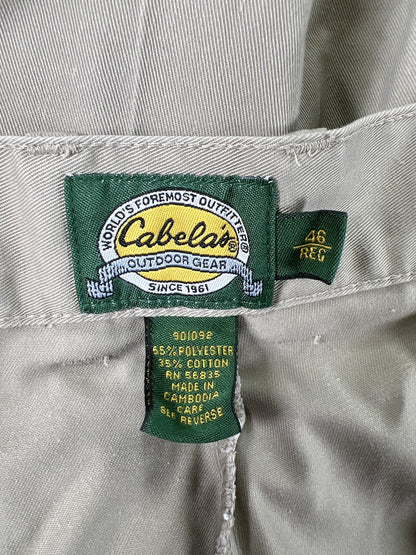 WORLD'S FOREMOST OUTFITTER®
Cabela's®
OUTDOOR GEAR
SINCE 1961
46
REG
901092
65% POLYESTER
35% COTTON
RN 56835
MADE IN
CAMBODIA
CARE
SEE REVERSE